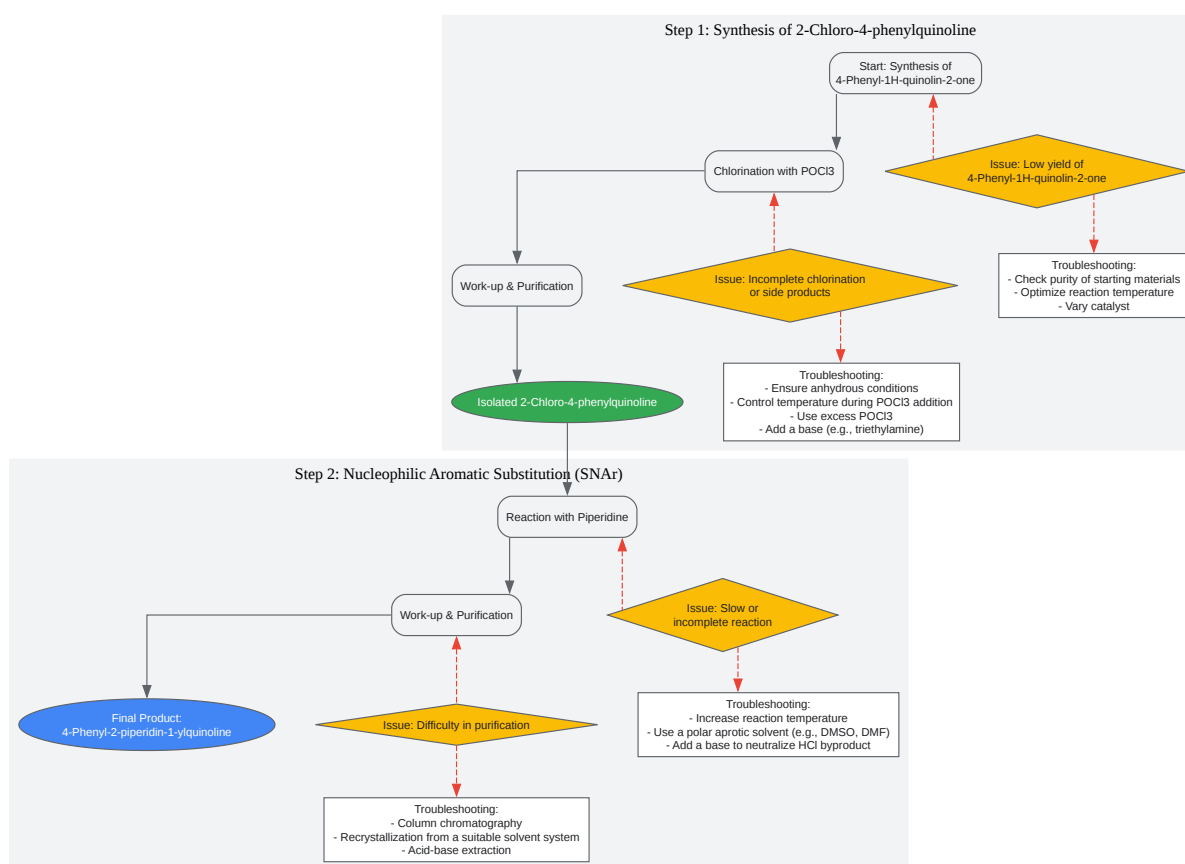 Step 1: Synthesis of 2-Chloro-4-phenylquinoline
Start: Synthesis of
4-Phenyl-1H-quinolin-2-one
Issue: Low yield of
4-Phenyl-1H-quinolin-2-one
Chlorination with POCl3
Troubleshooting:
- Check purity of starting materials
- Optimize reaction temperature
- Vary catalyst
Work-up & Purification
Issue: Incomplete chlorination
or side products
Troubleshooting:
- Ensure anhydrous conditions
- Control temperature during POCl3 addition
- Use excess POCl3
- Add a base (e.g., triethylamine)
Isolated 2-Chloro-4-phenylquinoline
Step 2: Nucleophilic Aromatic Substitution (SNAr)
Reaction with Piperidine
Work-up & Purification
Issue: Slow or
incomplete reaction
Troubleshooting:
- Increase reaction temperature
- Use a polar aprotic solvent (e.g., DMSO, DMF)
- Add a base to neutralize HCl byproduct
Final Product:
4-Phenyl-2-piperidin-1-ylquinoline
Issue: Difficulty in purification
Troubleshooting:
- Column chromatography
- Recrystallization from a suitable solvent system
- Acid-base extraction